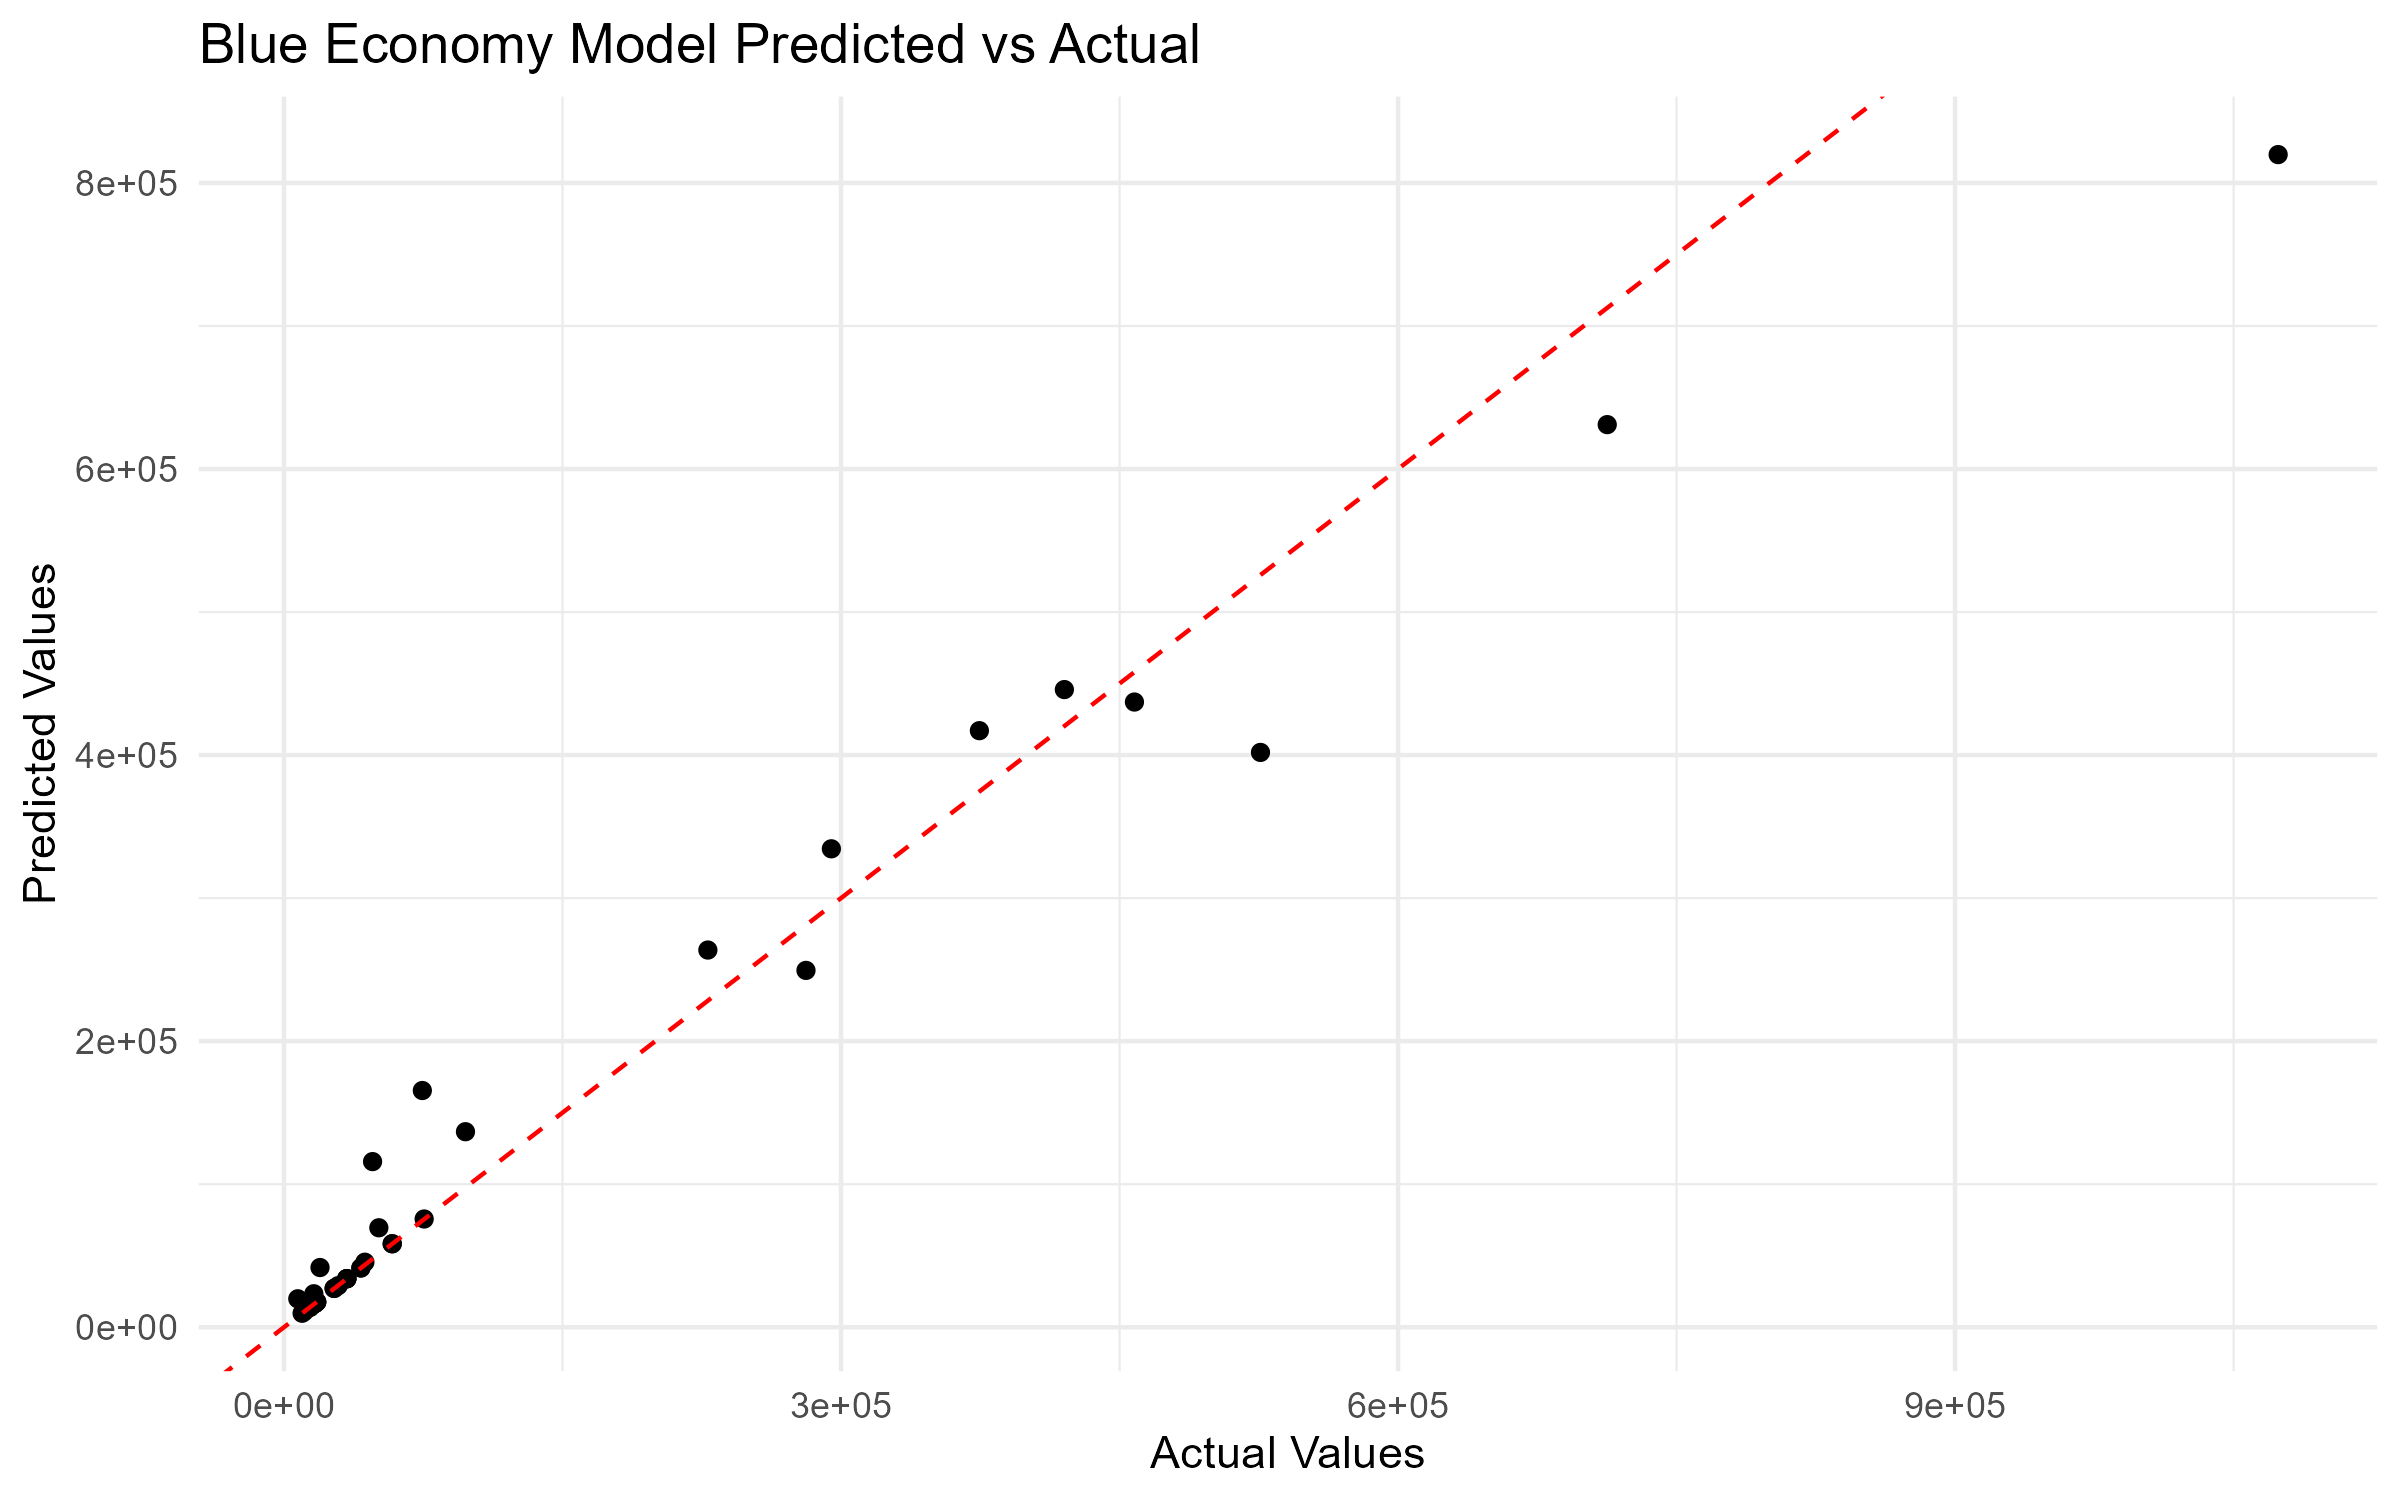 Blue Economy Model Predicted vs Actual
8e+05
6e+05
4e+05
2e+05
0e+00
Predicted Values
0e+00 3e+05 6e+05 9e+05
Actual Values